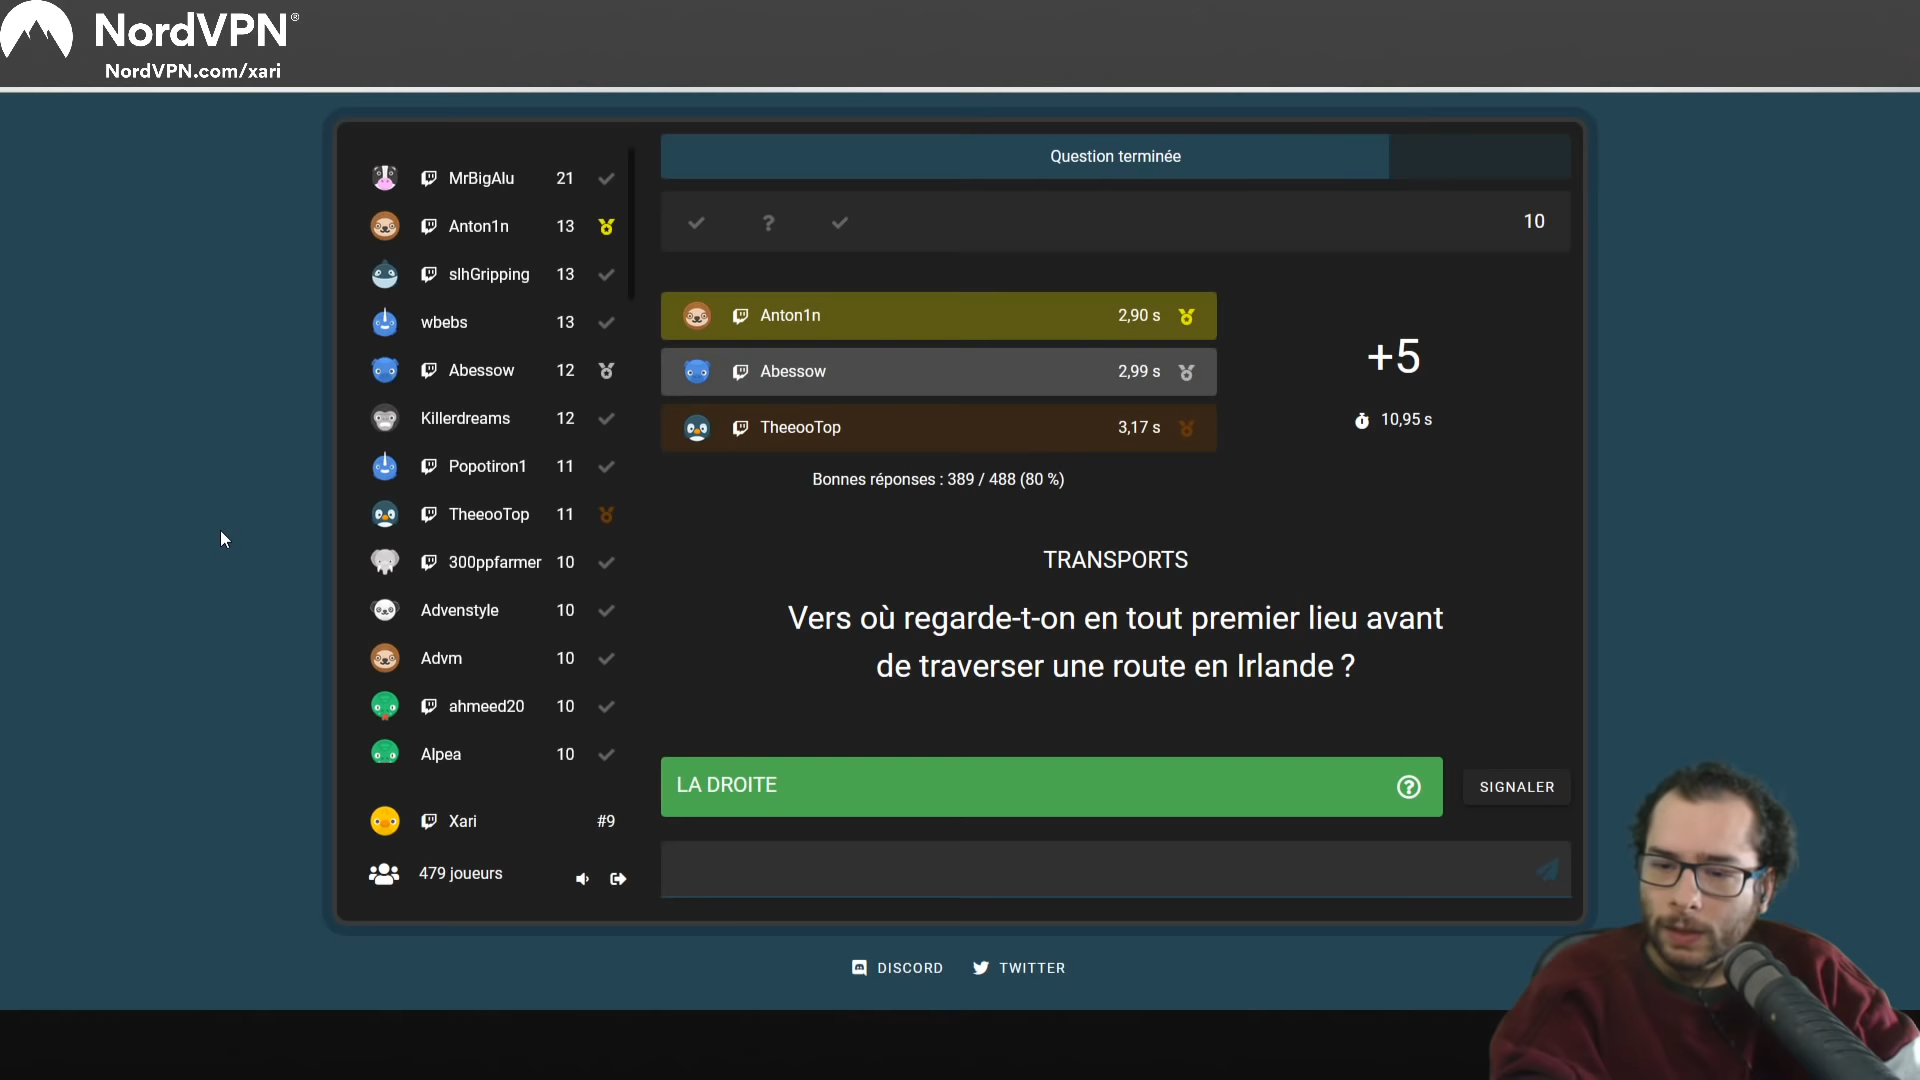 NordVPN®
NordVPN.com/xari
MrBigAlu 21
Anton1n 13
slhGripping 13
wbebs 13
Abessow 12
Killerdreams 12
Popotiron1 11
TheeooTop 11
300ppfarmer 10
Advenstyle 10
Advm 10
ahmeed20 10
Alpea 10
Xari #9
479 joueurs
Question terminée
? 10
Anton1n 2,90 s
Abessow 2,99 s
TheeooTop 3,17 s
Bonnes réponses : 389 / 488 (80 %)
+5
10,95 s
TRANSPORTS
Vers où regarde-t-on en tout premier lieu avant
de traverser une route en Irlande ?
LA DROITE ?
SIGNALER
DISCORD TWITTER